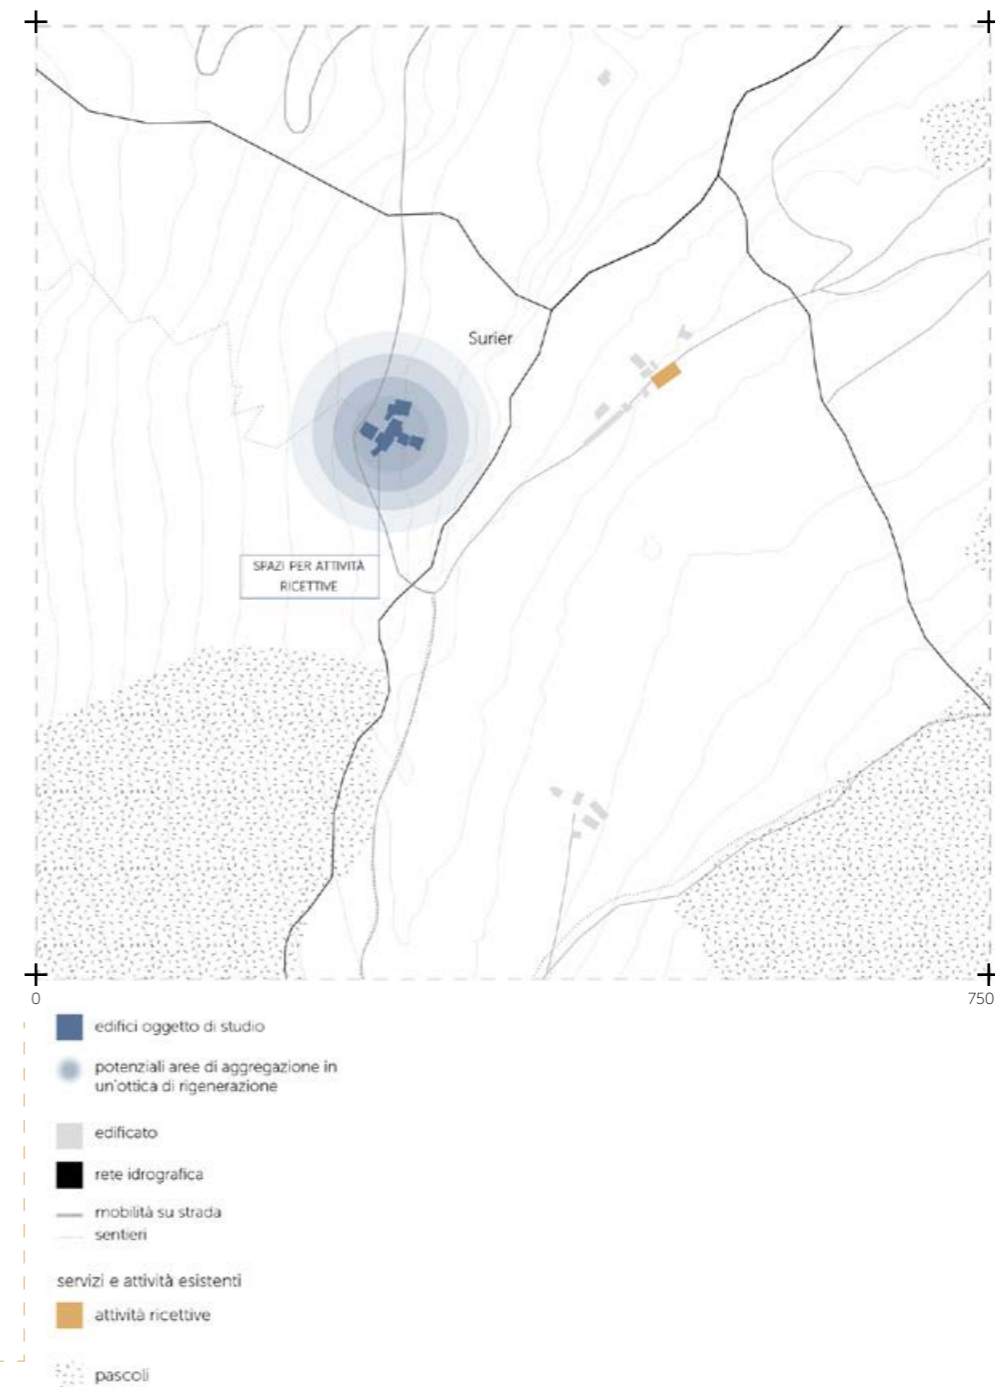 Surier
SPAZI PER ATTIVITÀ
RICETTIVE
0
750
edifici oggetto di studio
potenziali aree di aggregazione in
un'ottica di rigenerazione
edificato
rete idrografica
mobilità su strada
sentieri
servizi e attività esistenti
attività ricettive
pascoli